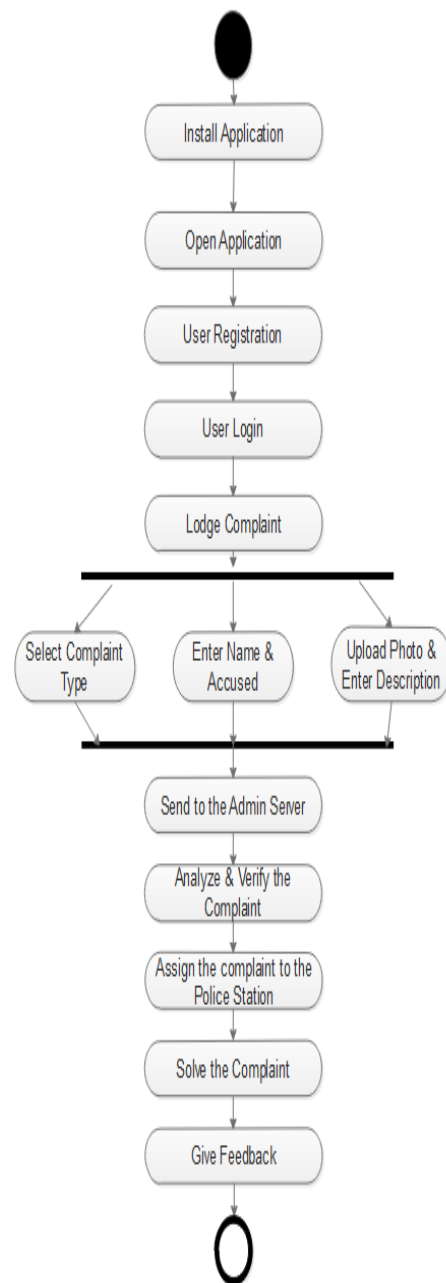 Install Application
Open Application
User Registration
User Login
Lodge Complaint
Select Complaint
Type
Enter Name &
Accused
Upload Photo &
Enter Description
Send to the Admin Server
Analyze & Verify the
Complaint
Assign the complaint to the
Police Station
Solve the Complaint
Give Feedback